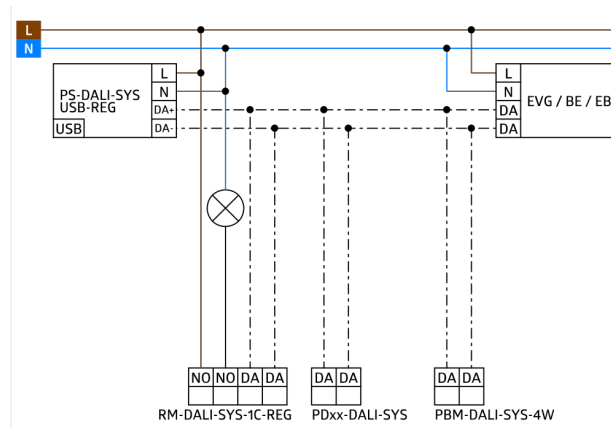 L
N
PS-DALI-SYS
USB-REG
USB
L
N
DA+
DA-
L
N
DA
DA
EVG / BE / EB
NO NO DA DA
DA DA
DA DA
RM-DALI-SYS-1C-REG
PDxx-DALI-SYS
PBM-DALI-SYS-4W